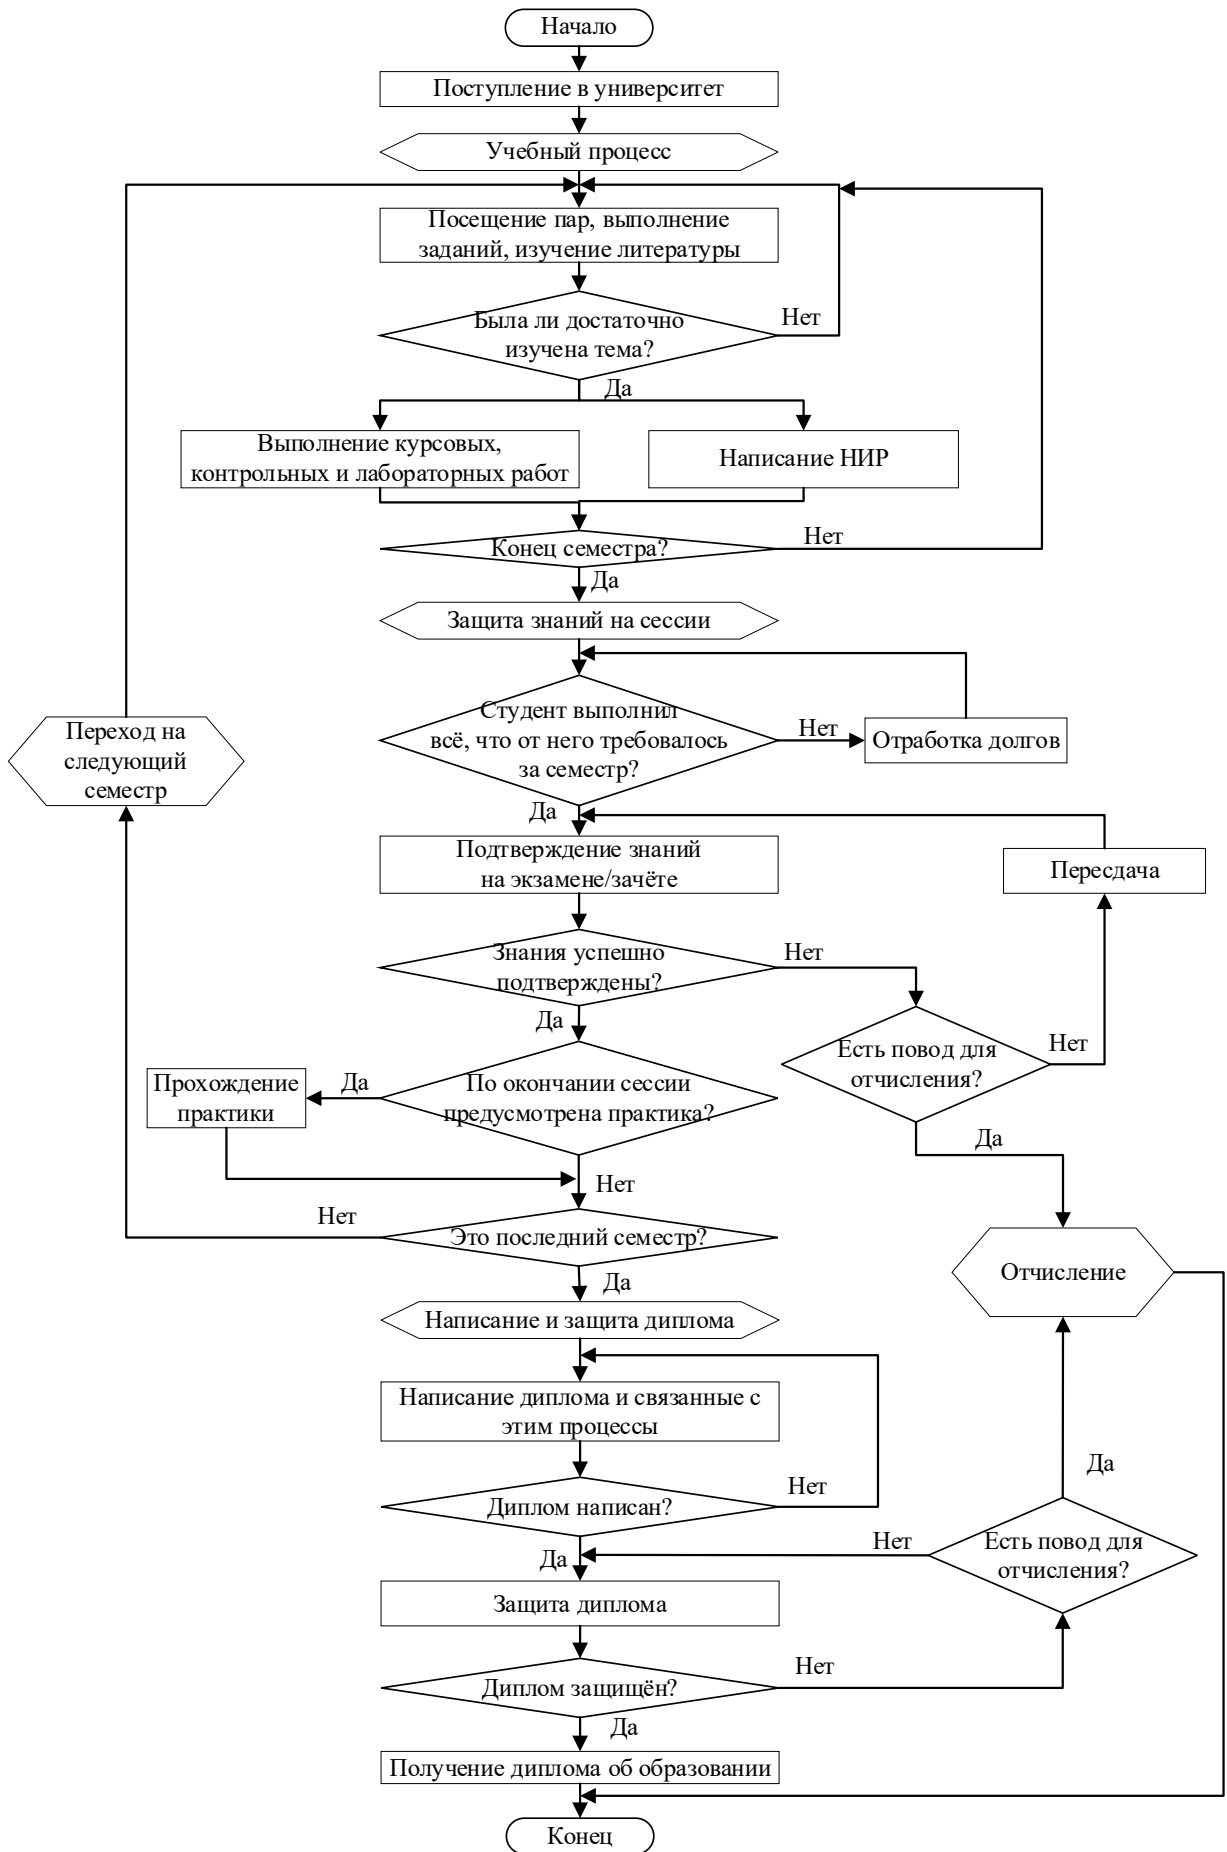 Начало
Поступление в университет
Учебный процесс
Посещение пар, выполнение
заданий, изучение литературы
Была ли достаточно
изучена тема?
Нет
Да
Выполнение курсовых,
контрольных и лабораторных работ
Написание НИР
Конец семестра?
Нет
Да
Защита знаний на сессии
Студент выполнил
всё, что от него требовалось
за семестр?
Нет
Отработка долгов
Переход на
следующий
семестр
Да
Подтверждение знаний
на экзамене/зачёте
Пересдача
Знания успешно
подтверждены?
Нет
Да
Есть повод для
отчисления?
Нет
По окончании сессии
предусмотрена практика?
Да
Прохождение
практики
Да
Нет
Нет
Это последний семестр?
Отчисление
Да
Написание и защита диплома
Написание диплома и связанные с
этим процессы
Да
Диплом написан?
Нет
Есть повод для
отчисления?
Нет
Да
Защита диплома
Диплом защищён?
Нет
Да
Получение диплома об образовании
Конец